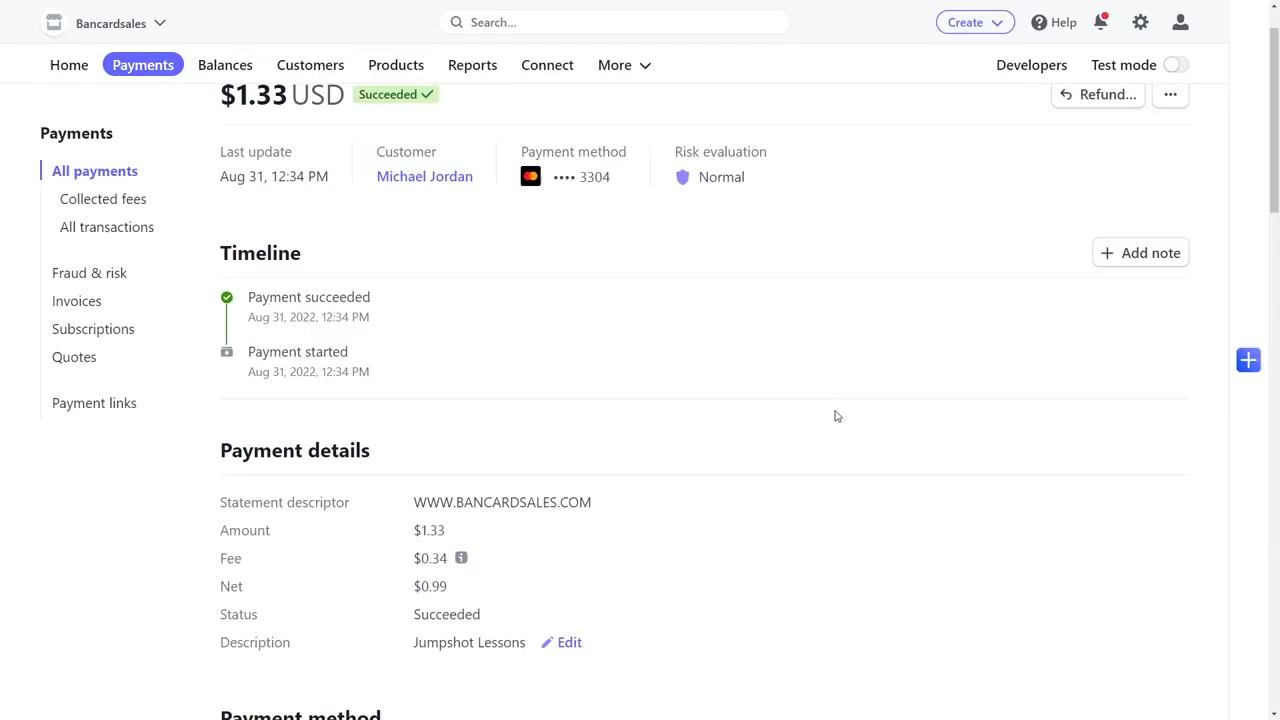 Bancardsales
Search...
Create
Help
Home Payments Balances Customers Products Reports Connect More Developers Test mode
$1.33 USD Succeeded Refund... ...
Payments
All payments
Collected fees
All transactions
Fraud & risk
Invoices
Subscriptions
Quotes
Payment links
Last update Customer Payment method Risk evaluation
Aug 31, 12:34 PM Michael Jordan •••• 3304 Normal
Timeline
Add note
Payment succeeded
Aug 31, 2022, 12:34 PM
Payment started
Aug 31, 2022, 12:34 PM
Payment details
Statement descriptor WWW.BANCARDSALES.COM
Amount $1.33
Fee $0.34
Net $0.99
Status Succeeded
Description Jumpshot Lessons Edit
Payment method